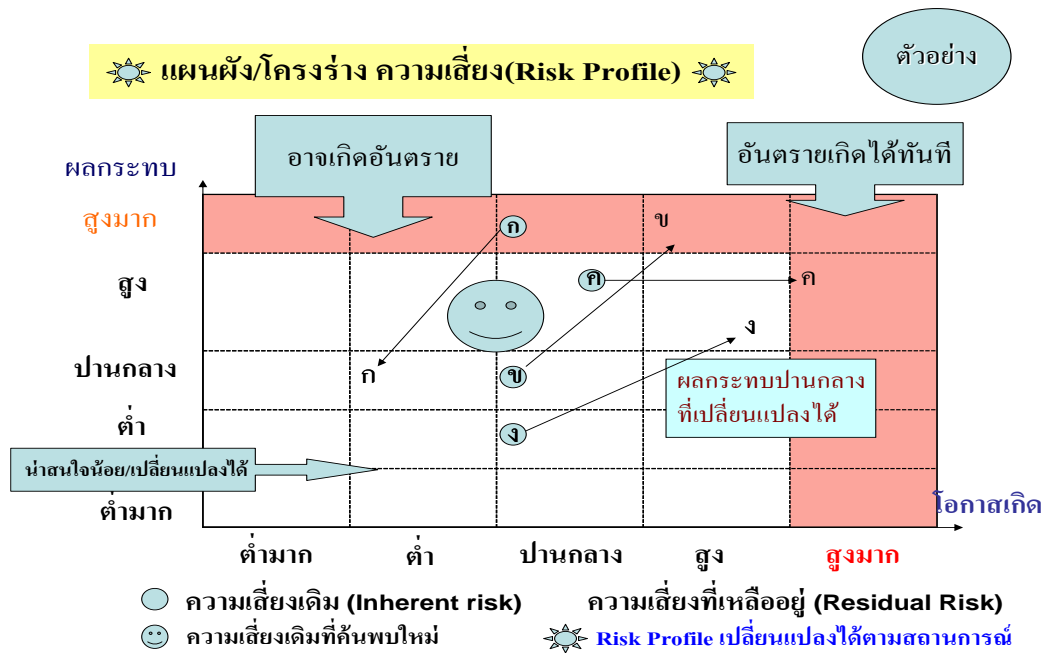 แผนผัง/โครงร่าง ความเสี่ยง(Risk Profile)
ตัวอย่าง
อาจเกิดอันตราย
อันตรายเกิดได้ทันที
ผลกระทบ
สูงมาก
ก
ข
สูง
ค
ค
ง
ปานกลาง
ก
ข
ผลกระทบปานกลาง
ที่เปลี่ยนแปลงได้
ต่ำ
ง
น่าสนใจน้อย/เปลี่ยนแปลงได้
ต่ำมาก
โอกาสเกิด
ต่ำมาก
ต่ำ
ปานกลาง
สูง
สูงมาก
ความเสี่ยงเดิม (Inherent risk)
ความเสี่ยงที่เหลืออยู่ (Residual Risk)
ความเสี่ยงเดิมที่ค้นพบใหม่
Risk Profile เปลี่ยนแปลงได้ตามสถานการณ์